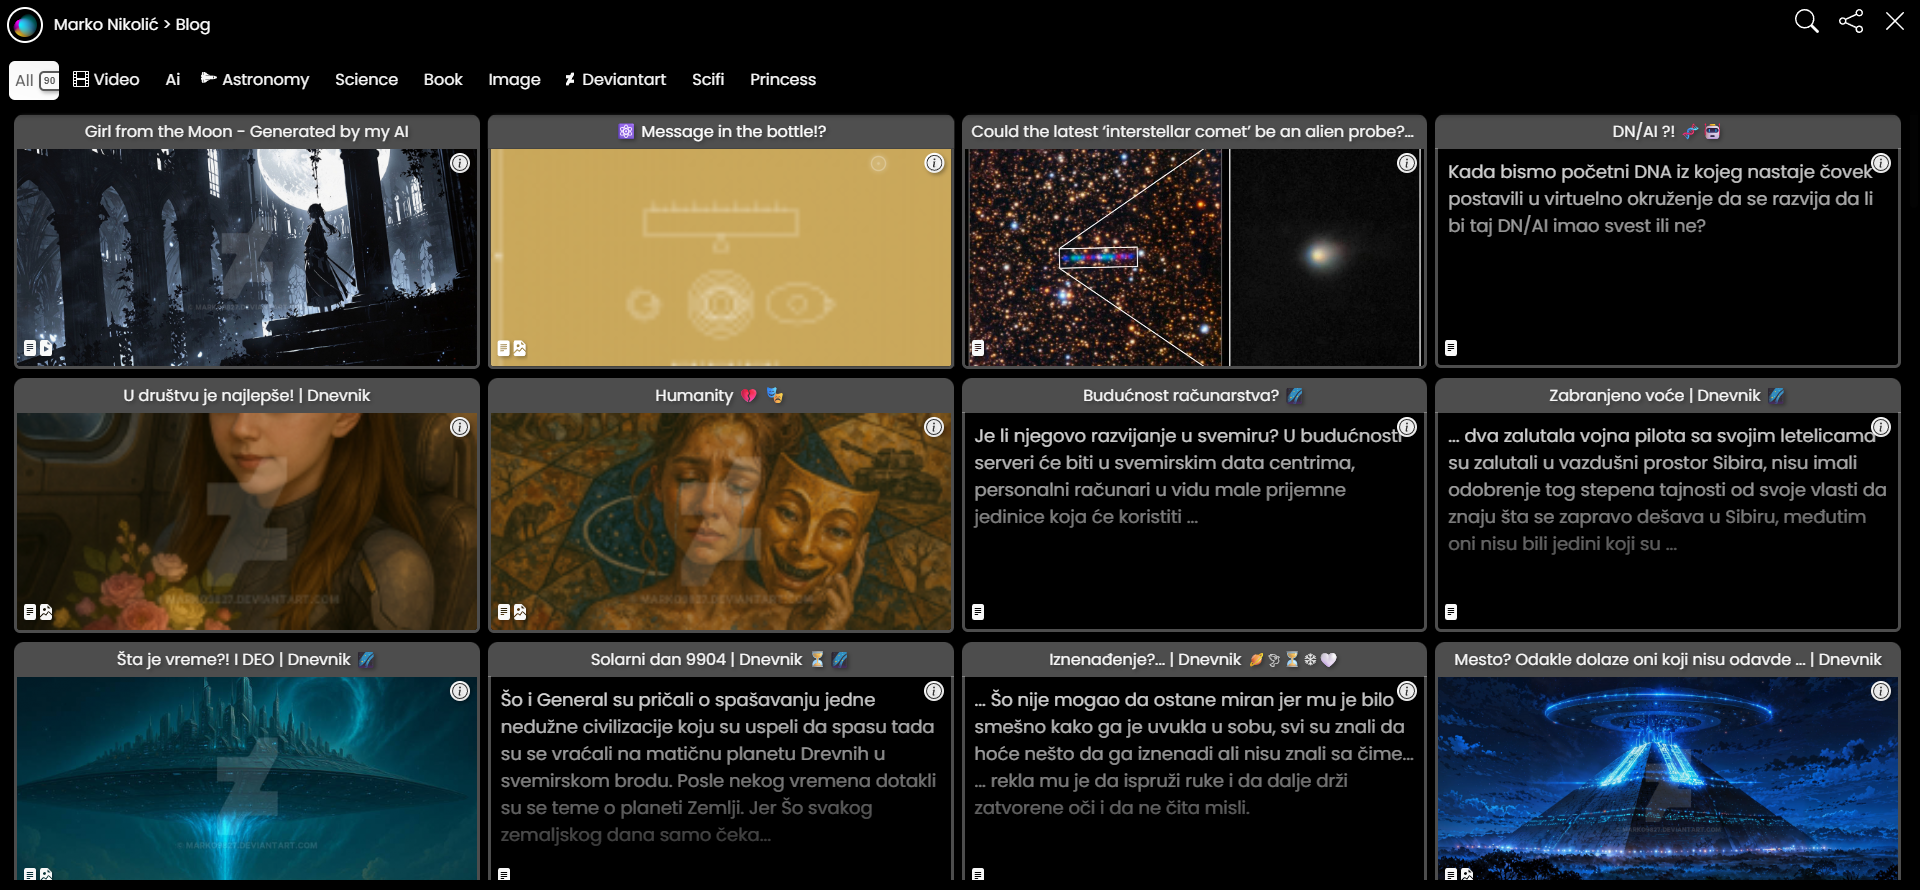 Marko Nikolić > Blog
All 90 Video Ai Astronomy Science Book Image Deviantart Scifi Princess
Girl from the Moon - Generated by my AI
Message in the bottle!?
Could the latest ‘interstellar comet’ be an alien probe?...
DN/AI ?!
Kada bismo početni DNA iz kojeg nastaje čovek
postavili u virtuelno okruženje da se razvija da li
bi taj DN/AI imao svest ili ne?
U društvu je najlepše! | Dnevnik
Humanity
Budućnost računarstva?
Je li njegovo razvijanje u svemiru? U budućnosti
serveri će biti u svemirskim data centrima,
personalni računari u vidu male prijemne
jedinice koja će koristiti ...
Zabranjeno voće | Dnevnik
... dva zalutala vojna pilota sa svojim letelicama
su zalutali u vazdušni prostor Sibira, nisu imali
odobrenje tog stepena tajnosti od svoje vlasti da
znaju šta se zapravo dešava u Sibiru, međutim
oni nisu bili jedini koji su ...
MARKO9827.DEVIANTART.COM
Šta je vreme?! I DEO | Dnevnik
Solarni dan 9904 | Dnevnik
Šo i General su pričali o spašavanju jedne
nedužne civilizacije koju su uspeli da spasu tada
su se vraćali na matičnu planetu Drevnih u
svemirskom brodu. Posle nekog vremena dotakli
su se teme o planeti Zemlji. Jer Šo svakog
zemaljskog dana samo čeka...
Iznenađenje?... | Dnevnik
... Šo nije mogao da ostane miran jer mu je bilo
smešno kako ga je uvukla u sobu, svi su znali da
hoće nešto da ga iznenadi ali nisu znali sa čime...
... rekla mu je da ispruži ruke i da dalje drži
zatvorene oči i da ne čita misli.
Mesto? Odakle dolaze oni koji nisu odavde ... | Dnevnik